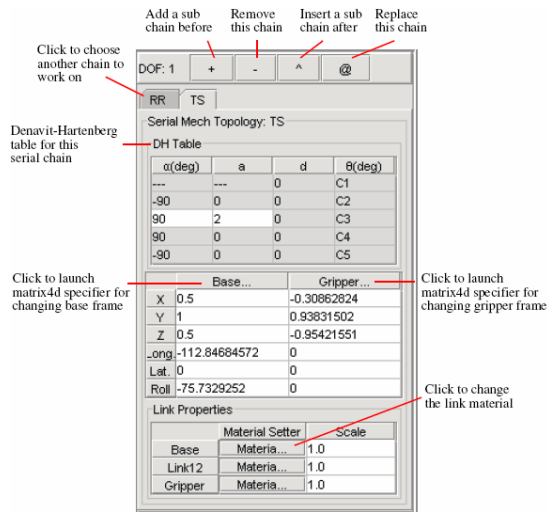 Add a sub
chain before
Remove
this chain
Insert a sub
chain after
Replace
this chain
Click to choose
another chain to
work on
DOF: 1 + - ^ @
RR TS
Serial Mech Topology: TS
Denavit-Hartenberg
table for this
serial chain
DH Table
α(deg) a d θ(deg)
--- --- 0 C1
-90 0 0 C2
90 2 0 C3
90 0 0 C4
-90 0 0 C5
Click to launch
matrix4d specifier for
changing base frame
Base... Gripper...
X 0.5 -0.30862824
Y 1 0.93831502
Z 0.5 -0.95421551
Long. -112.84684572 0
Lat. 0 0
Roll -75.7329252 0
Click to launch
matrix4d specifier for
changing gripper frame
Click to change
the link material
Link Properties
Material Setter Scale
Base Materia... 1.0
Link12 Materia... 1.0
Gripper Materia... 1.0